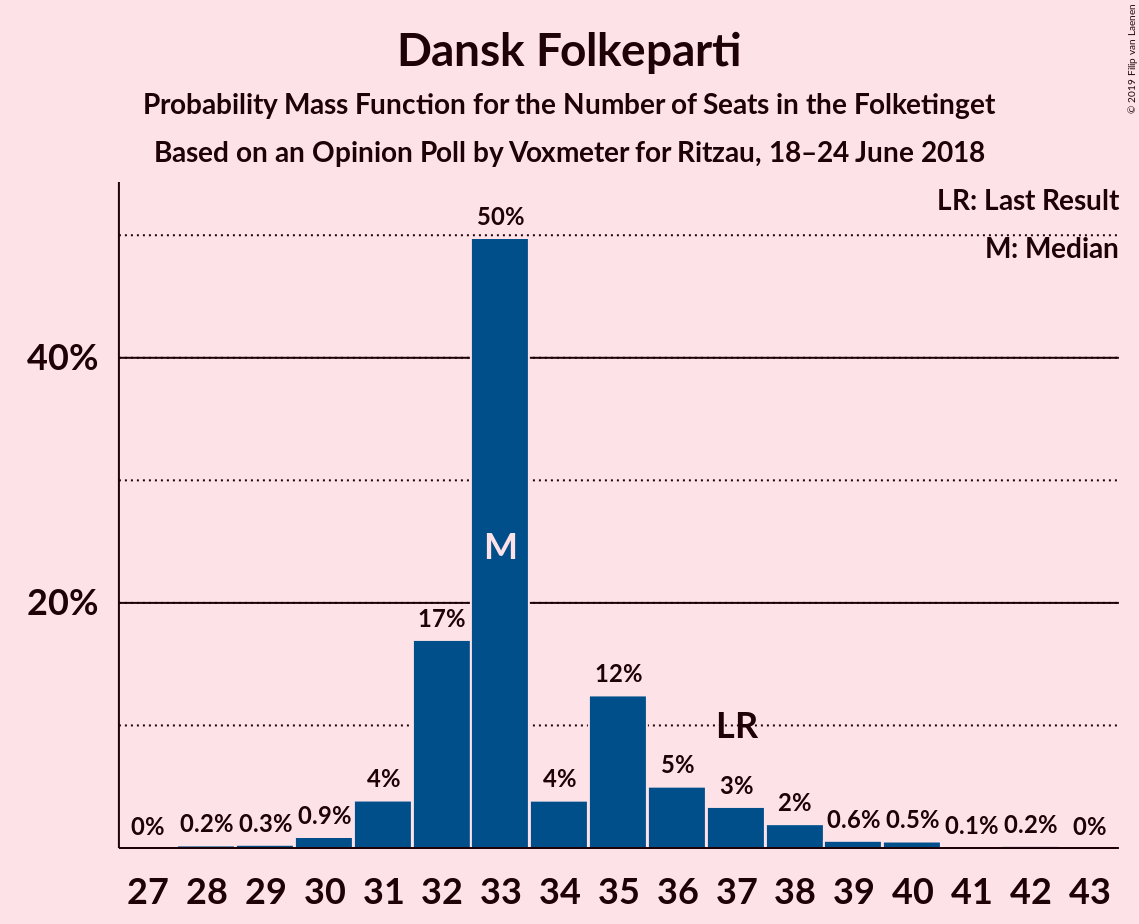 Dansk Folkeparti
Probability Mass Function for the Number of Seats in the Folketinget
Based on an Opinion Poll by Voxmeter for Ritzau, 18–24 June 2018
© 2019 Filip van Laenen
LR: Last Result
M: Median
40%
20%
0%
0.2%
0.3%
0.9%
4%
17%
50%
M
4%
12%
5%
LR
3%
2%
0.6%
0.5%
0.1%
0.2%
0%
27 28 29 30 31 32 33 34 35 36 37 38 39 40 41 42 43